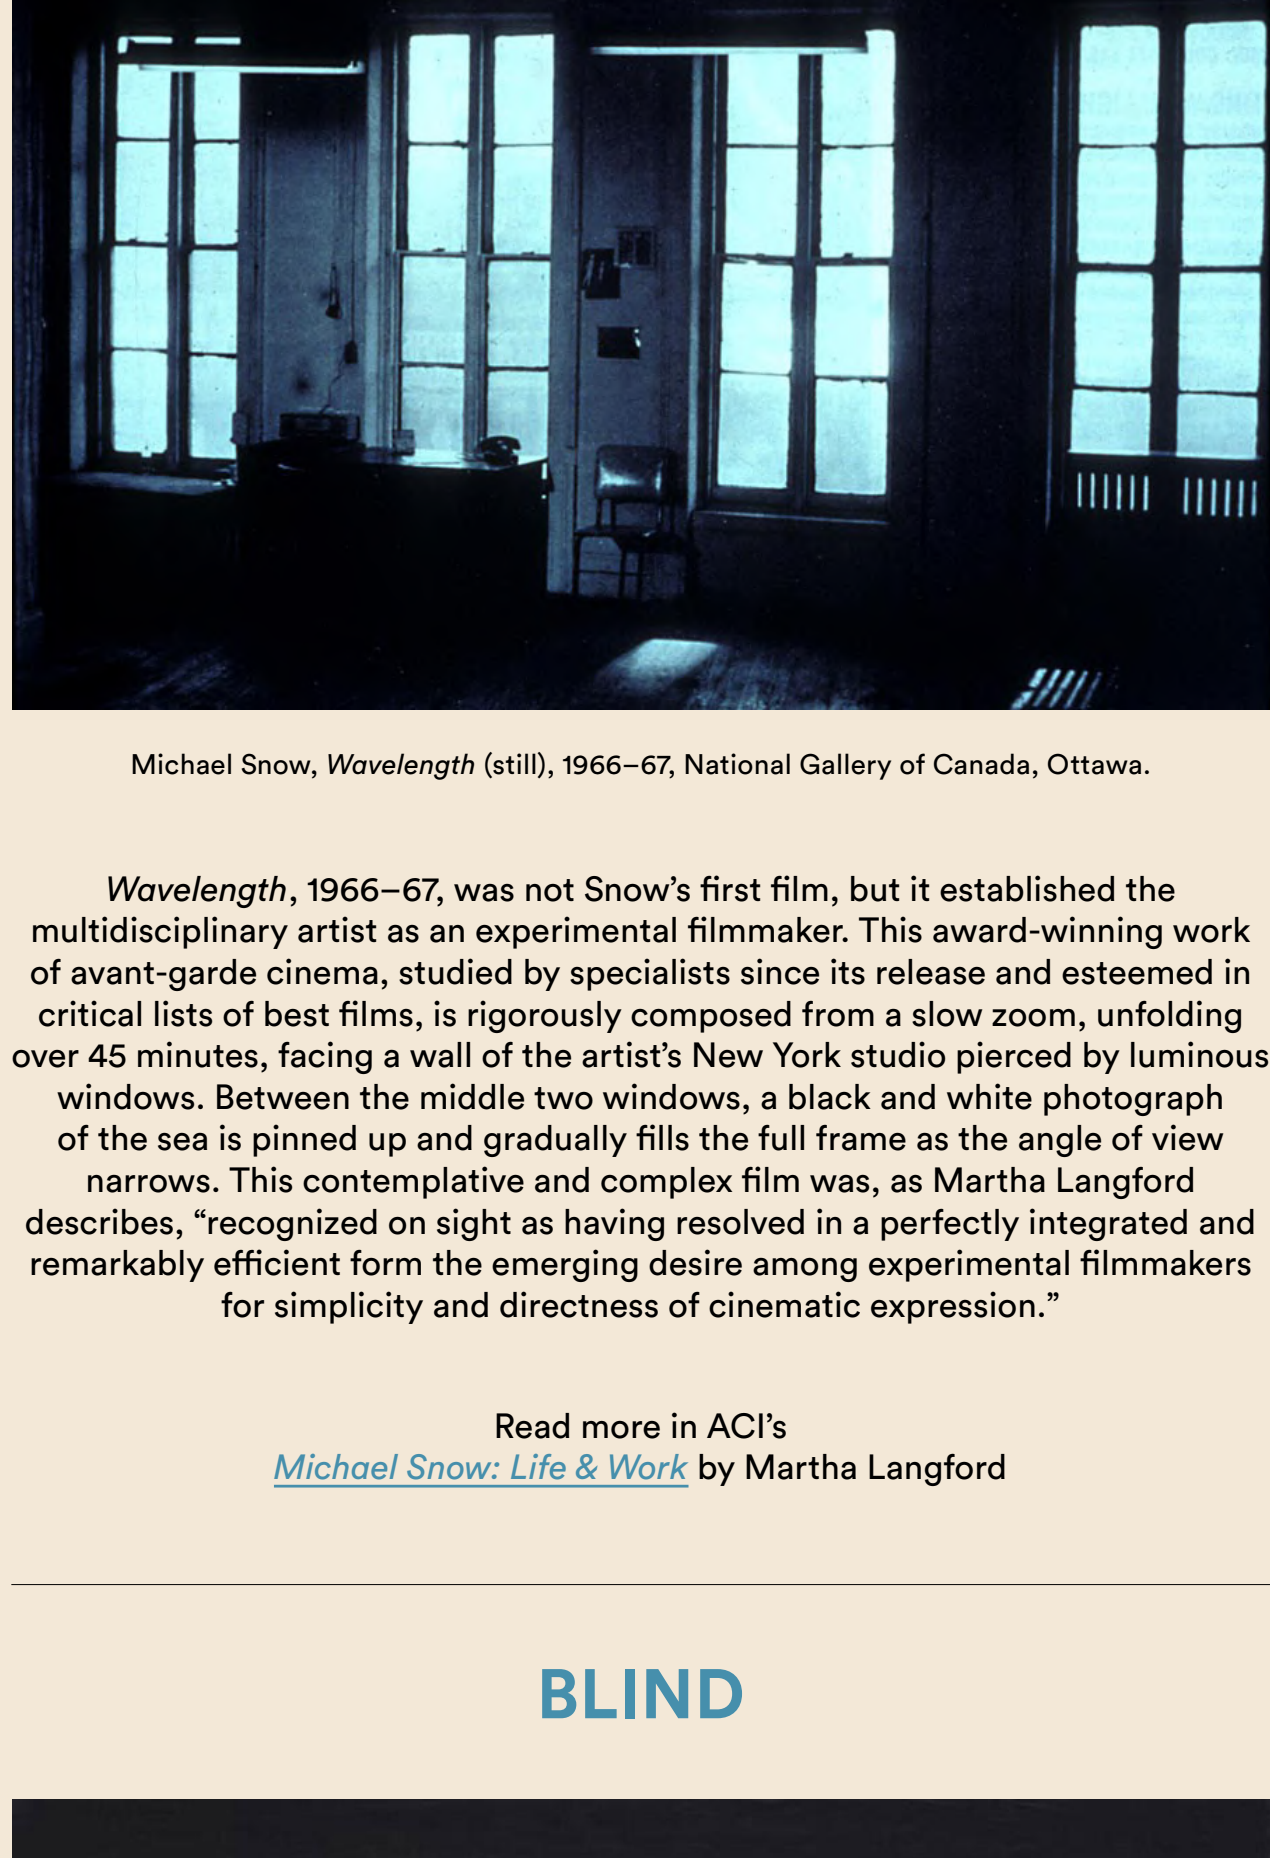 Michael Snow, Wavelength (still), 1966–67, National Gallery of Canada, Ottawa.
Wavelength, 1966–67, was not Snow’s first film, but it established the
multidisciplinary artist as an experimental filmmaker. This award-winning work
of avant-garde cinema, studied by specialists since its release and esteemed in
critical lists of best films, is rigorously composed from a slow zoom, unfolding
over 45 minutes, facing a wall of the artist’s New York studio pierced by luminous
windows. Between the middle two windows, a black and white photograph
of the sea is pinned up and gradually fills the full frame as the angle of view
narrows. This contemplative and complex film was, as Martha Langford
describes, “recognized on sight as having resolved in a perfectly integrated and
remarkably efficient form the emerging desire among experimental filmmakers
for simplicity and directness of cinematic expression.”
Read more in ACI’s
Michael Snow: Life & Work by Martha Langford
BLIND